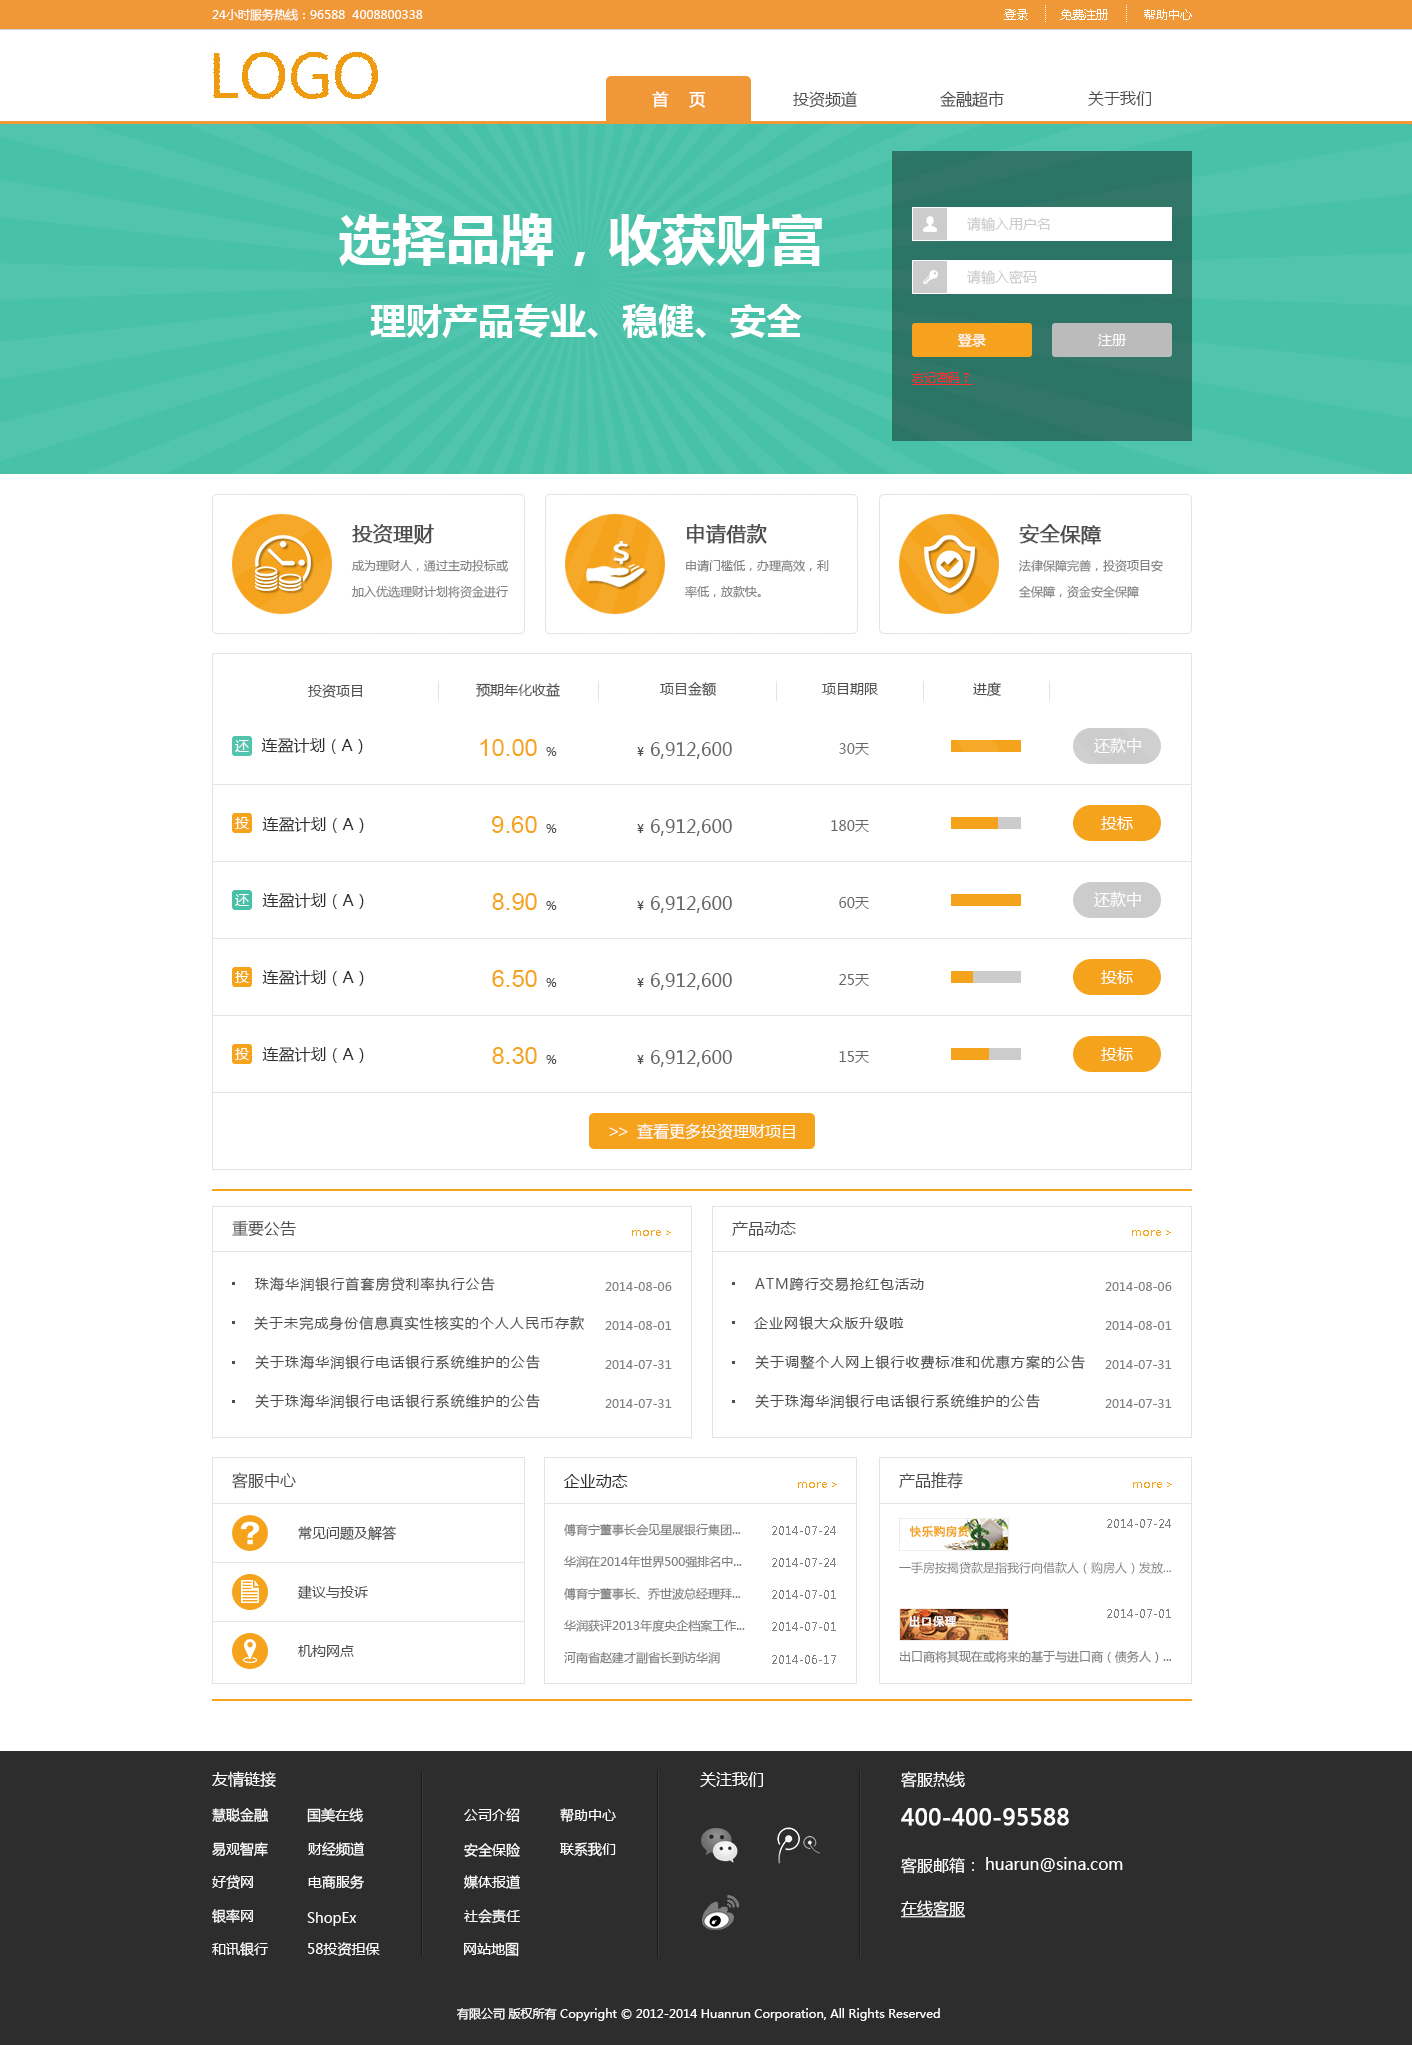 24小时服务热线：96588  4008800338
登录 免费注册 帮助中心
LOGO
首 页 投资频道 金融超市 关于我们
选择品牌，收获财富
理财产品专业、稳健、安全
请输入用户名
请输入密码
登录 注册
忘记密码？
投资理财
成为理财人，通过主动投标或
加入优选理财计划将资金进行
申请借款
申请门槛低，办理高效，利
率低，放款快。
安全保障
法律保障完善，投资项目安
全保障，资金安全保障
投资项目 预期年化收益 项目金额 项目期限 进度
还 连盈计划（A） 10.00 % ¥ 6,912,600 30天 还款中
投 连盈计划（A） 9.60 % ¥ 6,912,600 180天 投标
还 连盈计划（A） 8.90 % ¥ 6,912,600 60天 还款中
投 连盈计划（A） 6.50 % ¥ 6,912,600 25天 投标
投 连盈计划（A） 8.30 % ¥ 6,912,600 15天 投标
>> 查看更多投资理财项目
重要公告 more >
珠海华润银行首套房贷利率执行公告 2014-08-06
关于未完成身份信息真实性核实的个人人民币存款 2014-08-01
关于珠海华润银行电话银行系统维护的公告 2014-07-31
关于珠海华润银行电话银行系统维护的公告 2014-07-31
产品动态 more >
ATM跨行交易抢红包活动 2014-08-06
企业网银大众版升级啦 2014-08-01
关于调整个人网上银行收费标准和优惠方案的公告 2014-07-31
关于珠海华润银行电话银行系统维护的公告 2014-07-31
客服中心
常见问题及解答
建议与投诉
机构网点
企业动态 more >
傅育宁董事长会见星展银行集团... 2014-07-24
华润在2014年世界500强排名中... 2014-07-24
傅育宁董事长、乔世波总经理拜... 2014-07-01
华润获评2013年度央企档案工作... 2014-07-01
河南省赵建才副省长到访华润 2014-06-17
产品推荐 more >
快乐购房贷 2014-07-24
一手房按揭贷款是指我行向借款人（购房人）发放...
出口保理 2014-07-01
出口商将其现在或将来的基于与进口商（债务人）...
友情链接
慧聪金融 国美在线
易观智库 财经频道
好贷网 电商服务
银率网 ShopEx
和讯银行 58投资担保
公司介绍 帮助中心
安全保险 联系我们
媒体报道
社会责任
网站地图
关注我们
客服热线
400-400-95588
客服邮箱：huarun@sina.com
在线客服
有限公司 版权所有 Copyright © 2012-2014 Huanrun Corporation, All Rights Reserved